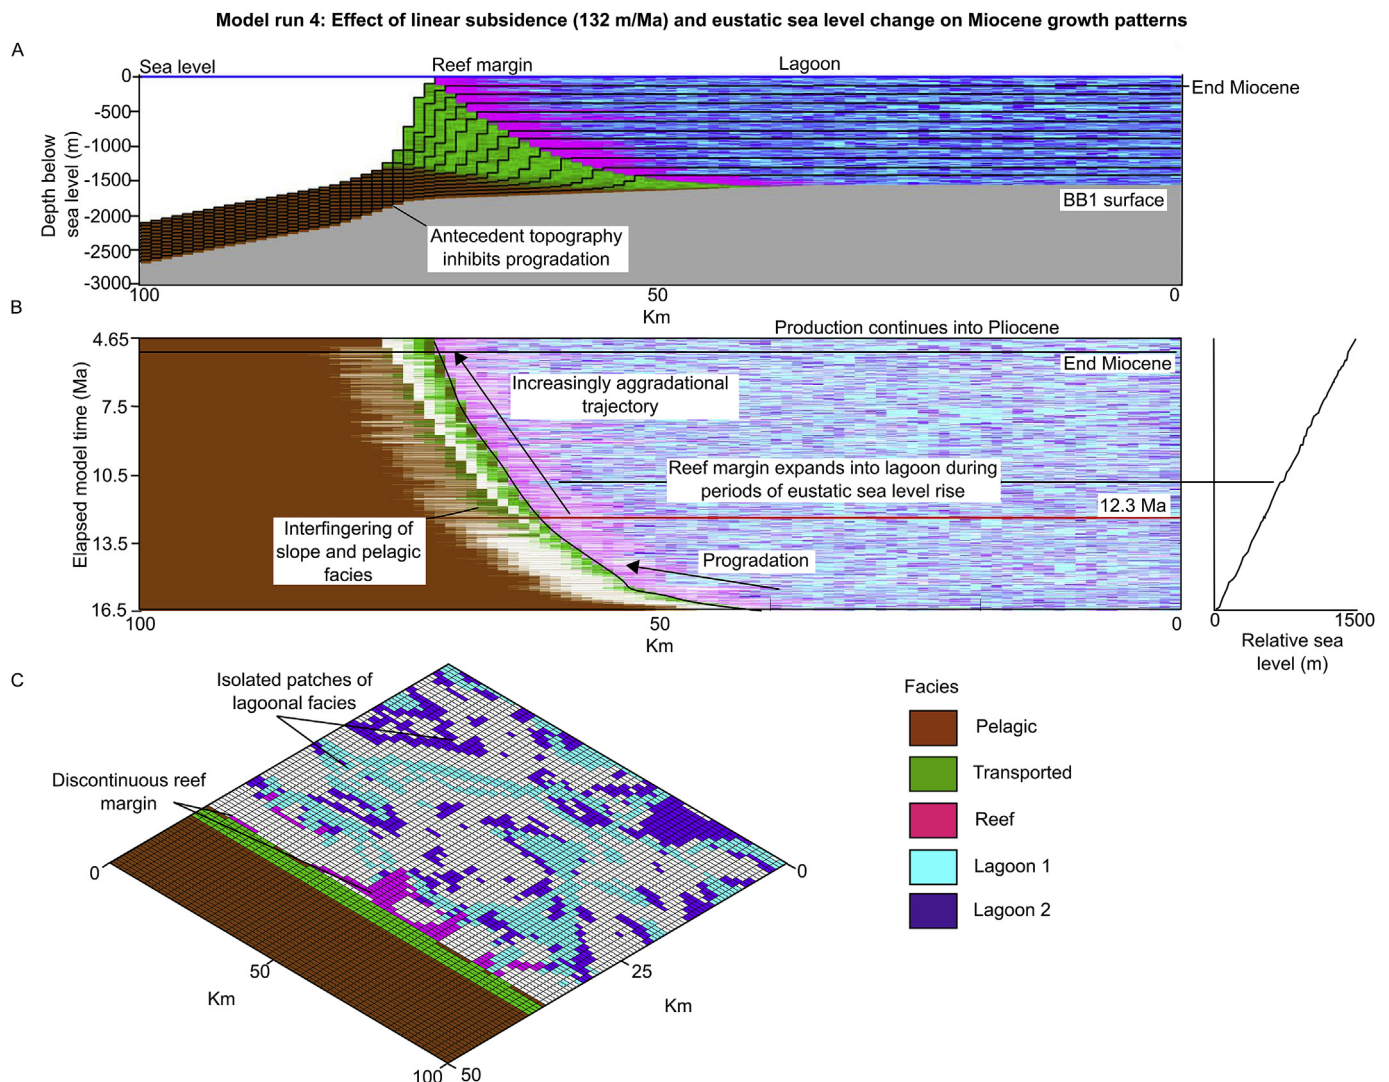 Model run 4: Effect of linear subsidence (132 m/Ma) and eustatic sea level change on Miocene growth patterns
A
Sea level
Reef margin
Lagoon
End Miocene
0
-500
-1000
-1500
-2000
-2500
-3000
Depth below
sea level (m)
BB1 surface
Antecedent topography
inhibits progradation
100
50
0
Km
B
Production continues into Pliocene
4.65
7.5
10.5
13.5
16.5
Elapsed model time (Ma)
End Miocene
Increasingly aggradational
trajectory
Reef margin expands into lagoon during
periods of eustatic sea level rise
12.3 Ma
Interfingering of
slope and pelagic
facies
Progradation
100
50
0
Km
0
1500
Relative sea
level (m)
C
Isolated patches of
lagoonal facies
Discontinuous reef
margin
0
50
100
Km
50
25
0
Km
Facies
Pelagic
Transported
Reef
Lagoon 1
Lagoon 2